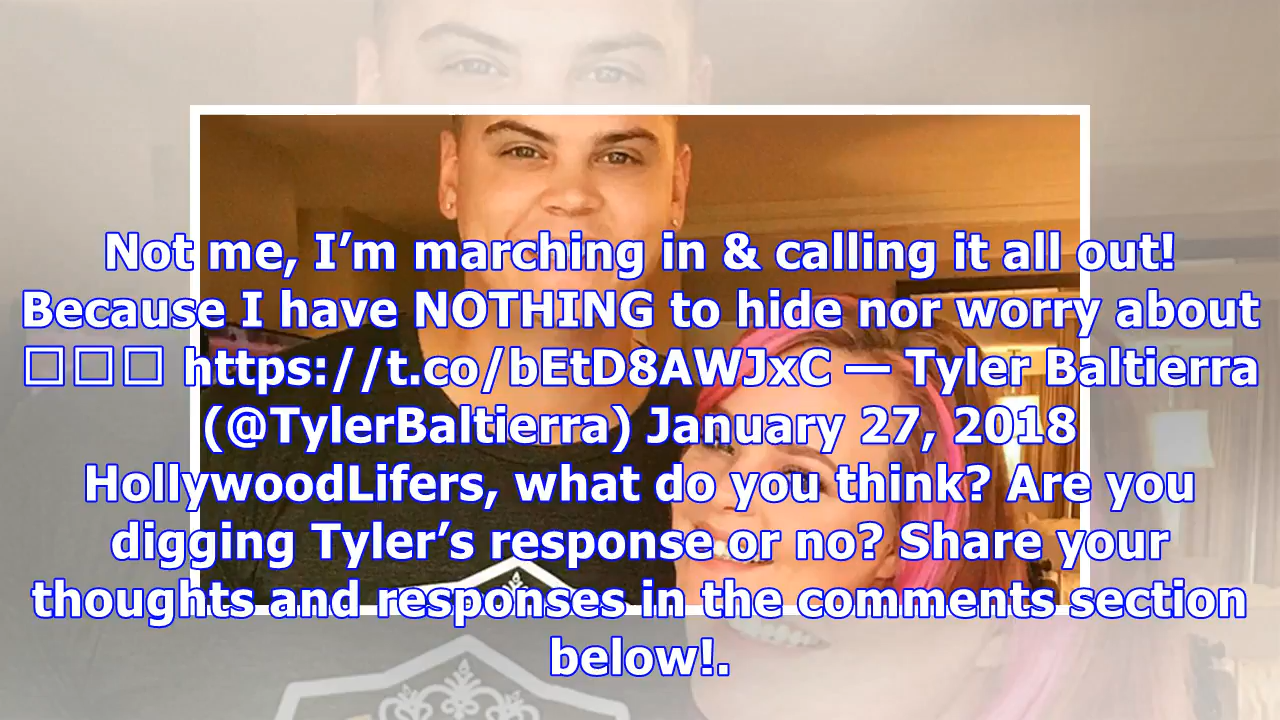 Not me, I’m marching in & calling it all out!
Because I have NOTHING to hide nor worry about
□□□ https://t.co/bEtD8AWJxC — Tyler Baltierra
(@TylerBaltierra) January 27, 2018
HollywoodLifers, what do you think? Are you
digging Tyler’s response or no? Share your
thoughts and responses in the comments section
below!.